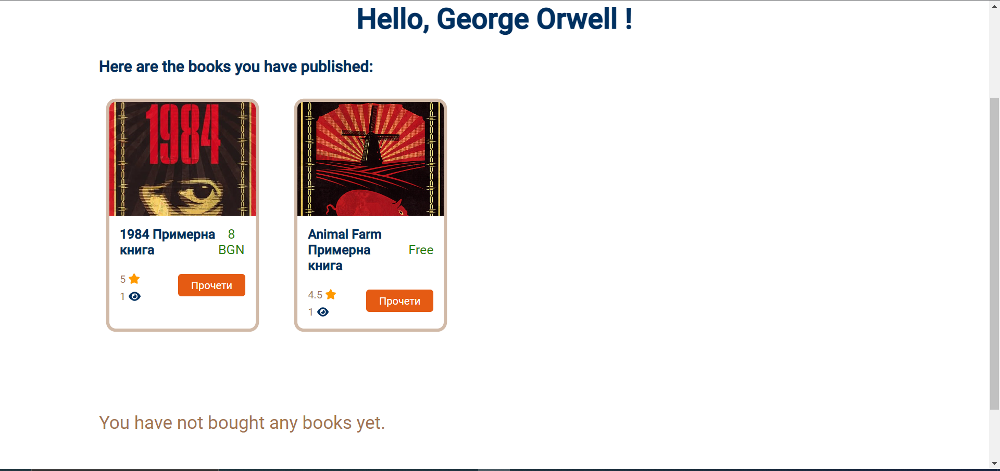 Hello, George Orwell !
Here are the books you have published:
1984
1984 Примерна
книга
8
BGN
5
1
Прочети
Animal Farm
Примерна
книга
Free
4.5
1
Прочети
You have not bought any books yet.